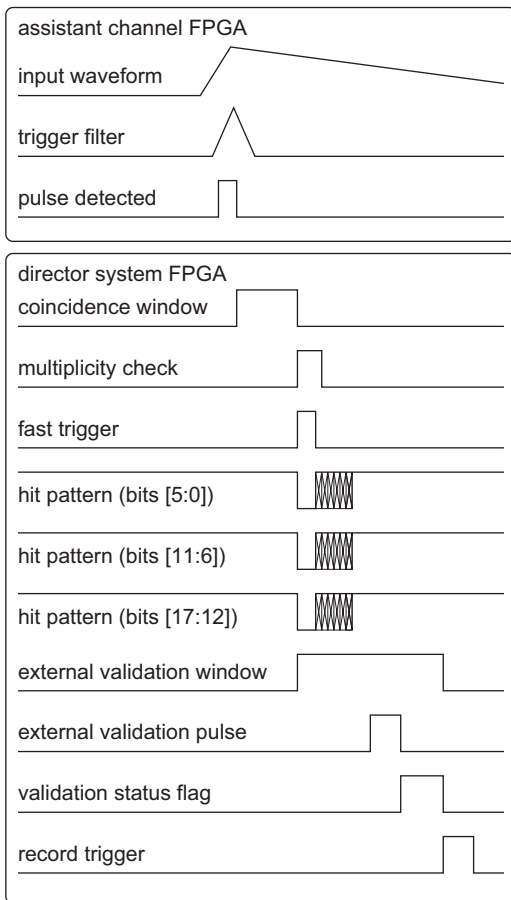 assistant channel FPGA
input waveform
trigger filter
pulse detected
director system FPGA
coincidence window
multiplicity check
fast trigger
hit pattern (bits [5:0])
hit pattern (bits [11:6])
hit pattern (bits [17:12])
external validation window
external validation pulse
validation status flag
record trigger